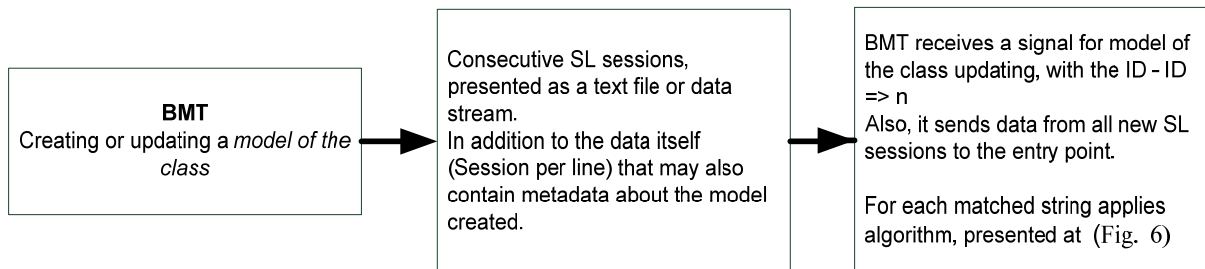 BMT
Creating or updating a model of the
class
Consecutive SL sessions,
presented as a text file or data
stream.
In addition to the data itself
(Session per line) that may also
contain metadata about the model
created.
BMT receives a signal for model of
the class updating, with the ID - ID
=> n
Also, it sends data from all new SL
sessions to the entry point.
For each matched string applies
algorithm, presented at (Fig. 6)